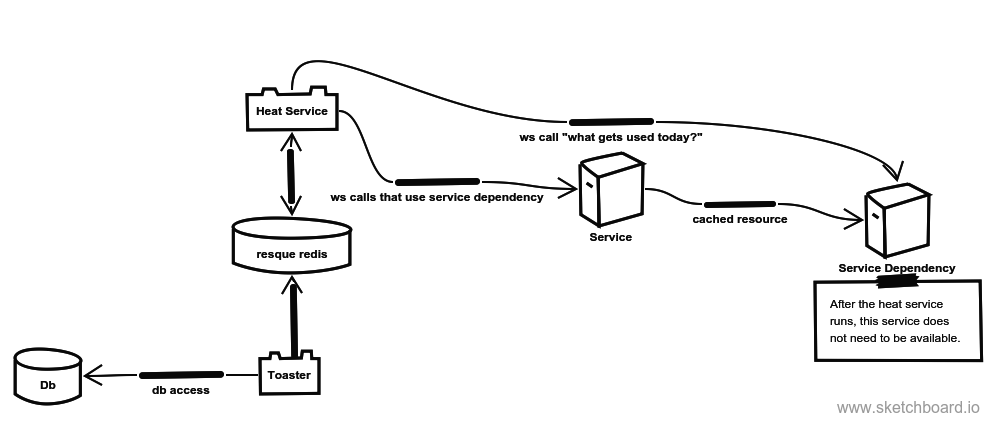 Heat Service
ws call "what gets used today?"
ws calls that use service dependency
cached resource
Service
resque redis
Service Dependency
After the heat service
runs, this service does
not need to be available.
Toaster
Db
db access
www.sketchboard.io